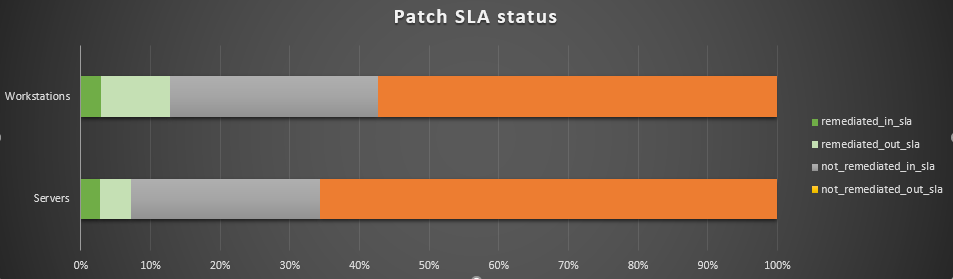 Patch SLA status
Workstations
Servers
0% 10% 20% 30% 40% 50% 60% 70% 80% 90% 100%
remediated_in_sla
remediated_out_sla
not_remediated_in_sla
not_remediated_out_sla